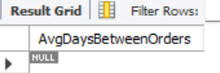 Result Grid Filter Rows:
AvgDaysBetweenOrders
NULL